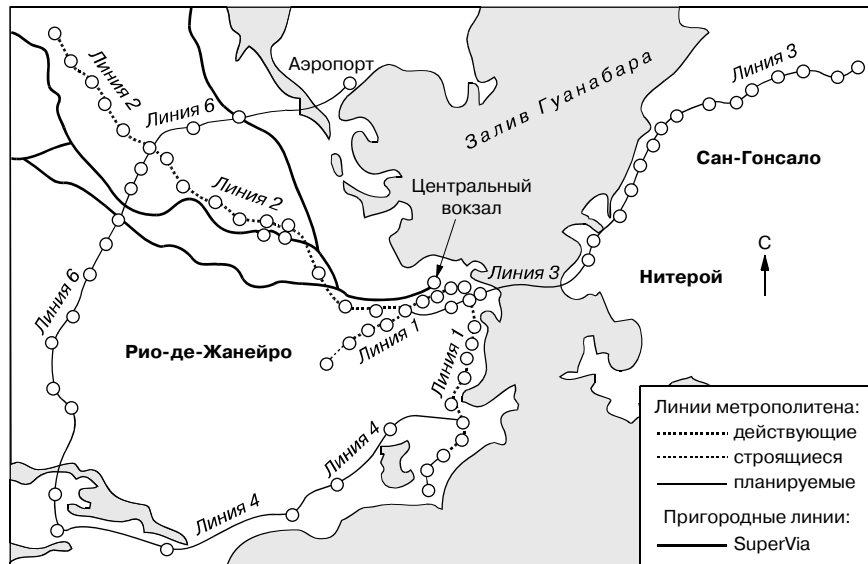 Аэропорт
Линия 2
Линия 6
Линия 3
Залив Гуанабара
Сан-Гонсало
Линия 2
Центральный
вокзал
С
Линия 6
Линия 3
Нитерой
Линия 1
Рио-де-Жанейро
Линия 1
Линия 4
Линия 4
Линии метрополитена:
действующие
строящиеся
планируемые
Пригородные линии:
SuperVia